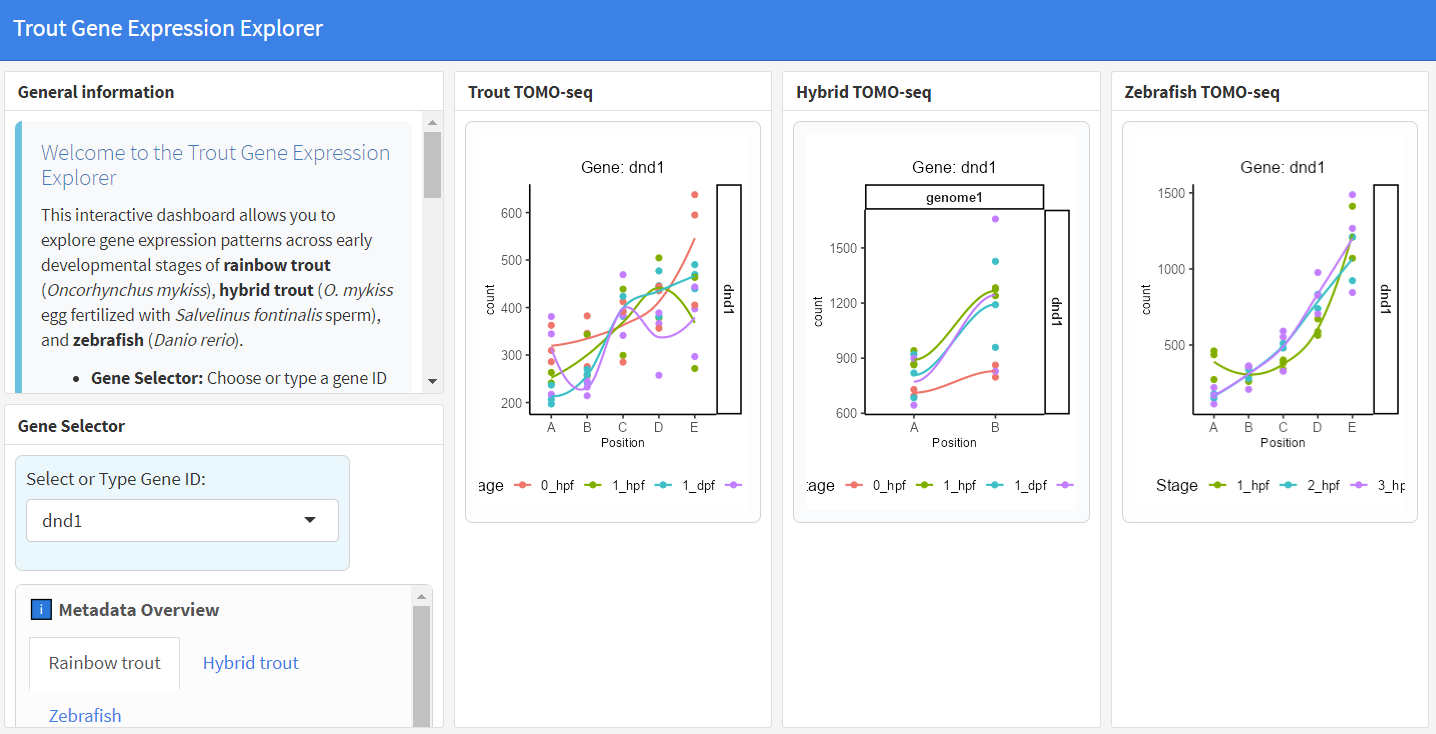 Trout Gene Expression Explorer
General information
Welcome to the Trout Gene Expression
Explorer
This interactive dashboard allows you to
explore gene expression patterns across early
developmental stages of rainbow trout
(Oncorhynchus mykiss), hybrid trout (O. mykiss
egg fertilized with Salvelinus fontinalis sperm),
and zebrafish (Danio rerio).
• Gene Selector: Choose or type a gene ID
Gene Selector
Select or Type Gene ID:
dnd1
i Metadata Overview
Rainbow trout
Hybrid trout
Zebrafish
Trout TOMO-seq
Gene: dnd1
600
500
400
300
200
count
dnd1
A B C D E
Position
age 0_hpf 1_hpf 1_dpf
Hybrid TOMO-seq
Gene: dnd1
genome1
1500
1200
900
600
count
dnd1
A B
Position
age 0_hpf 1_hpf 1_dpf
Zebrafish TOMO-seq
Gene: dnd1
1500
1000
500
count
dnd1
A B C D E
Position
Stage 1_hpf 2_hpf 3_hp